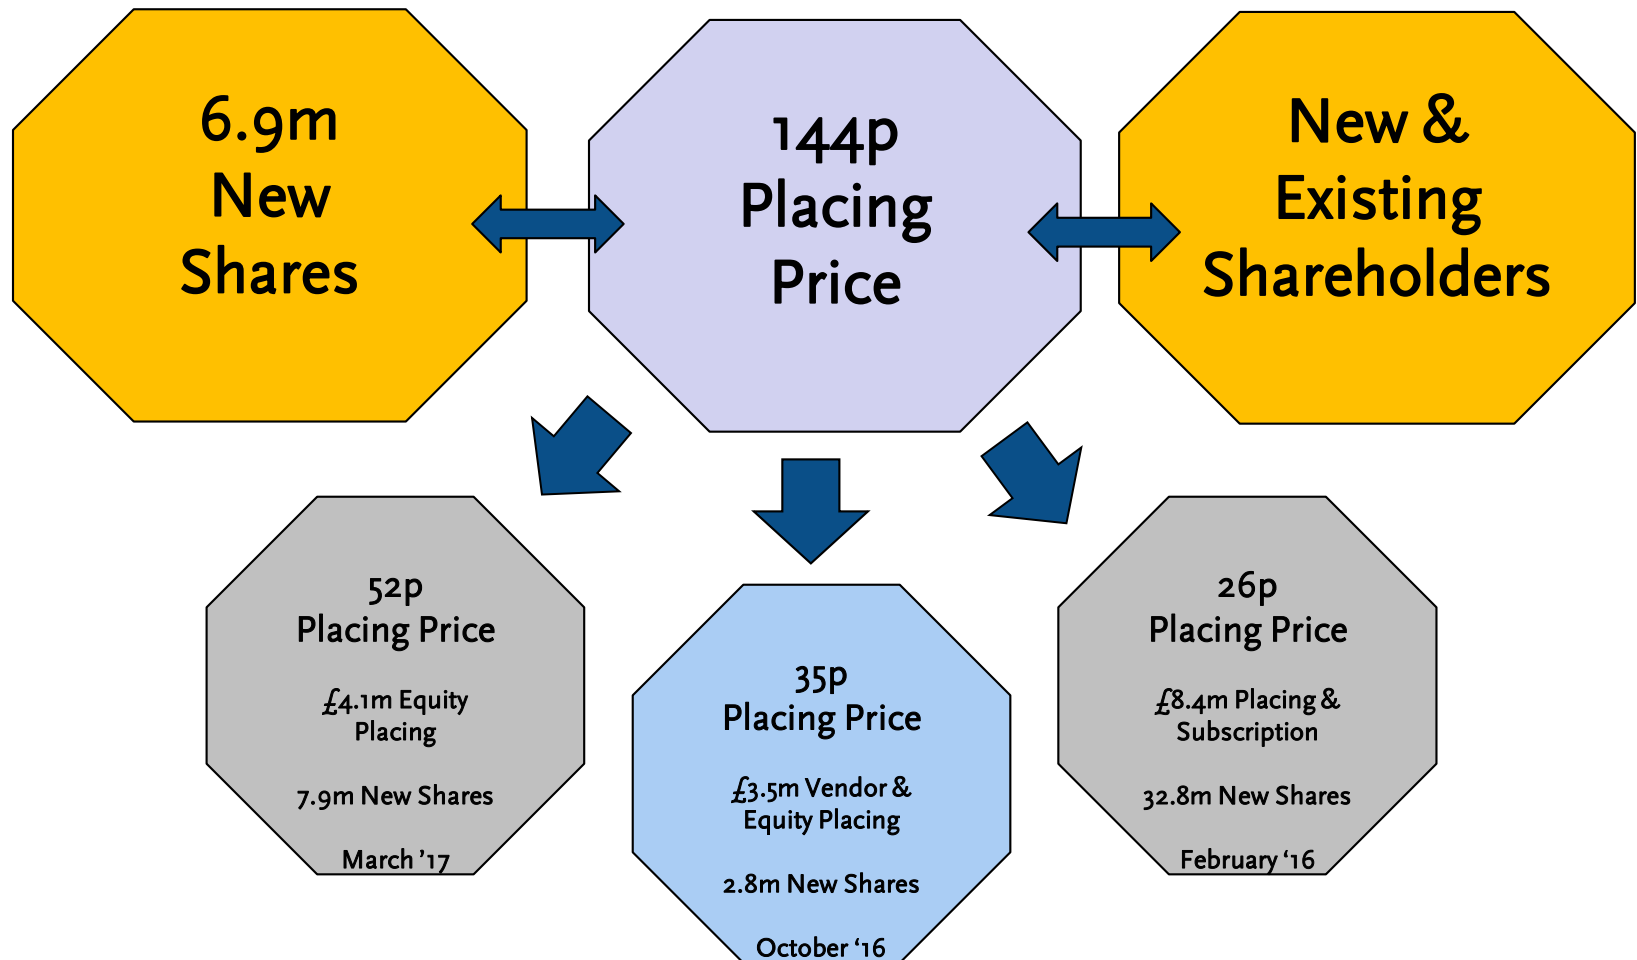 6.9m
New
Shares
144p
Placing
Price
New &
Existing
Shareholders
52p
Placing Price
£4.1m Equity
Placing
7.9m New Shares
March ’17
35p
Placing Price
£3.5m Vendor &
Equity Placing
2.8m New Shares
October ‘16
26p
Placing Price
£8.4m Placing &
Subscription
32.8m New Shares
February ‘16